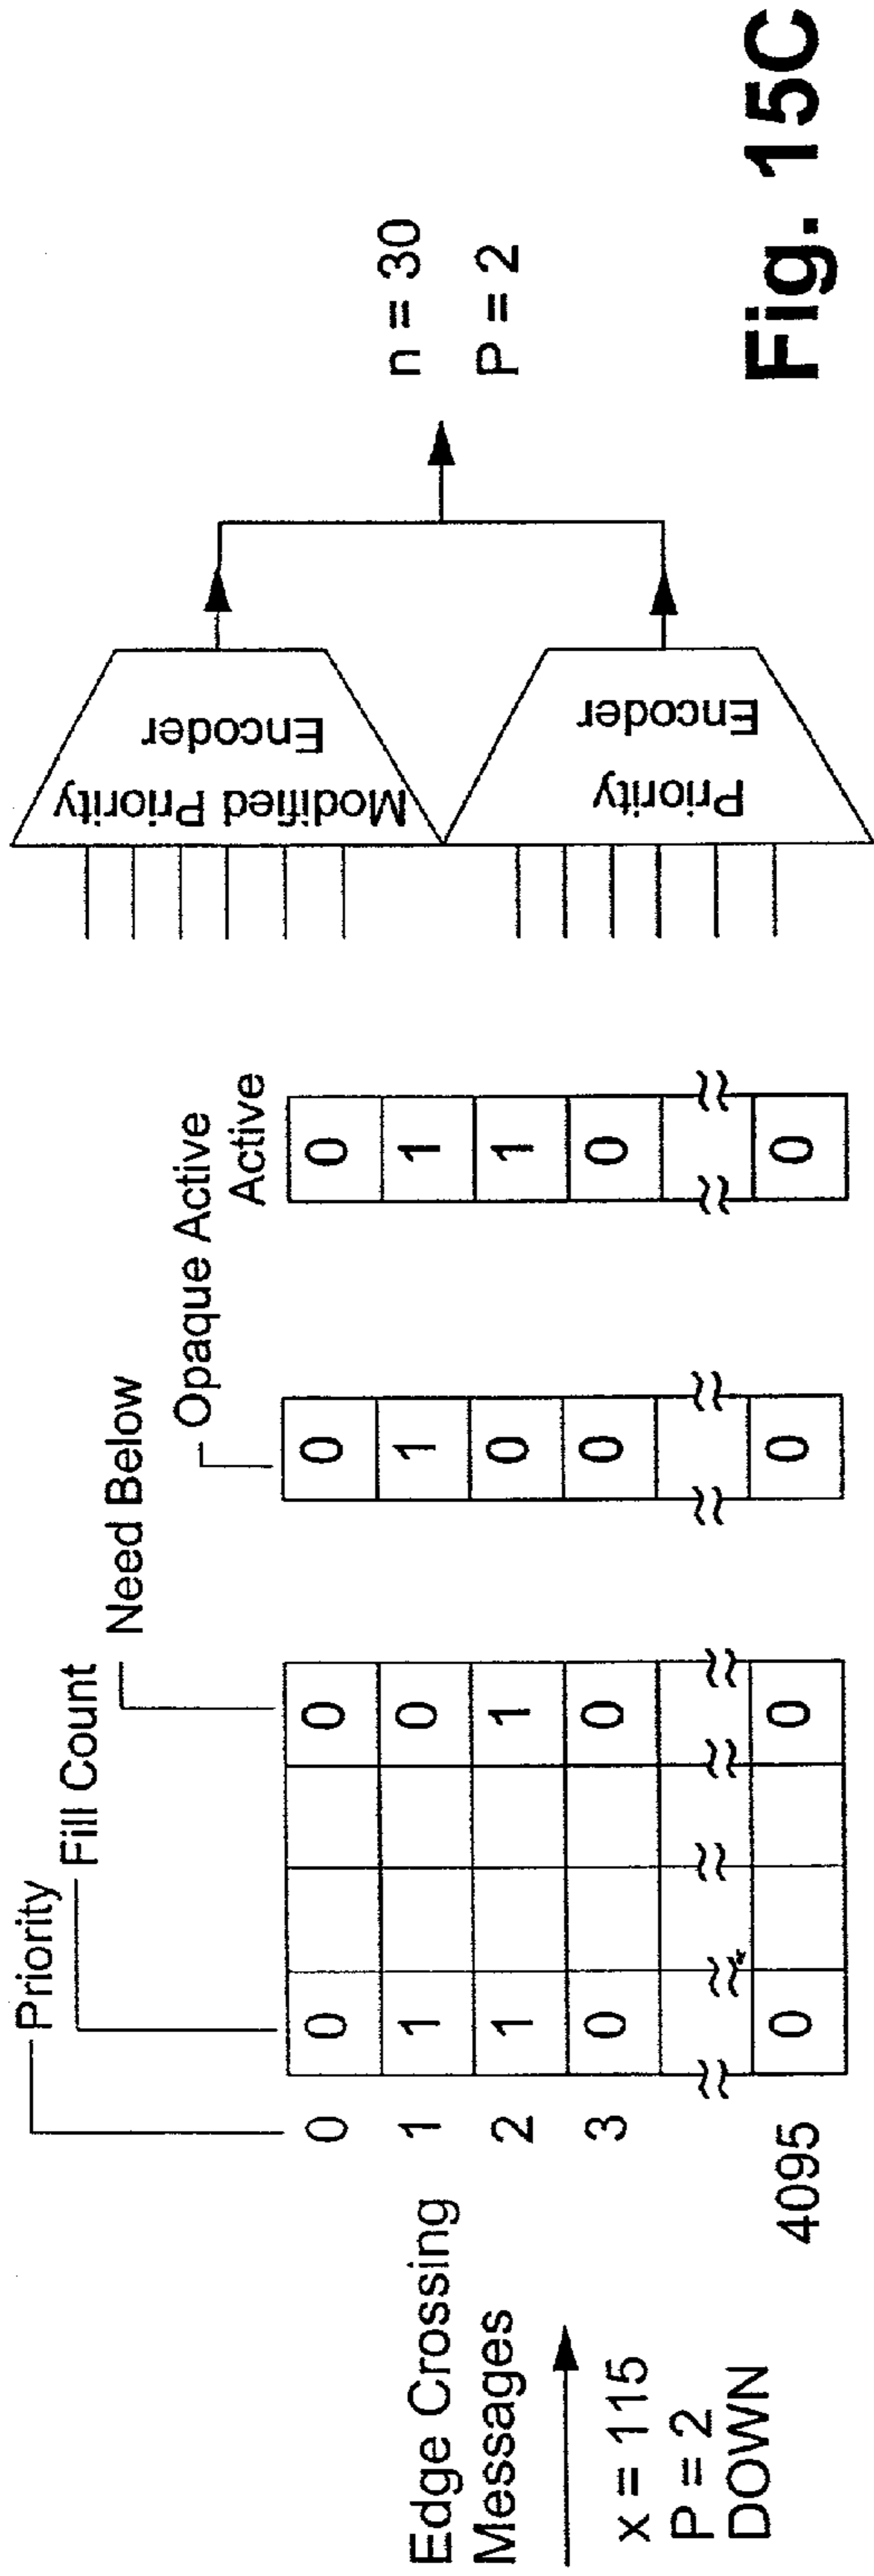 Priority
Fill Count
Need Below
Opaque Active
Active
Edge Crossing
Messages
x = 115
P = 2
DOWN
0
1
2
3
4095
0 0
1 0
1 1
0 0
0 0
0
1
0
0
0
0
1
1
0
0
Modified Priority
Encoder
Priority
Encoder
n = 30
P = 2
Fig. 15C